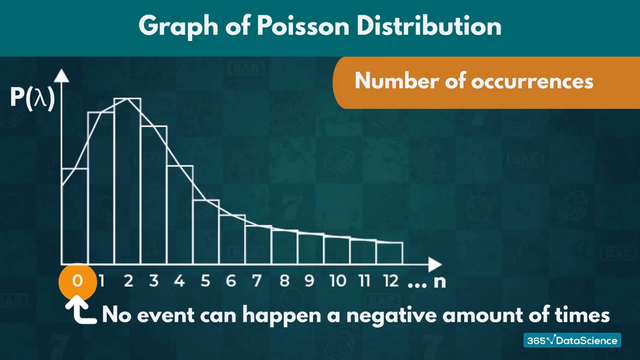 Graph of Poisson Distribution
Number of occurrences
P(λ)
0 1 2 3 4 5 6 7 8 9 10 11 12 ... n
No event can happen a negative amount of times
365√DataScience